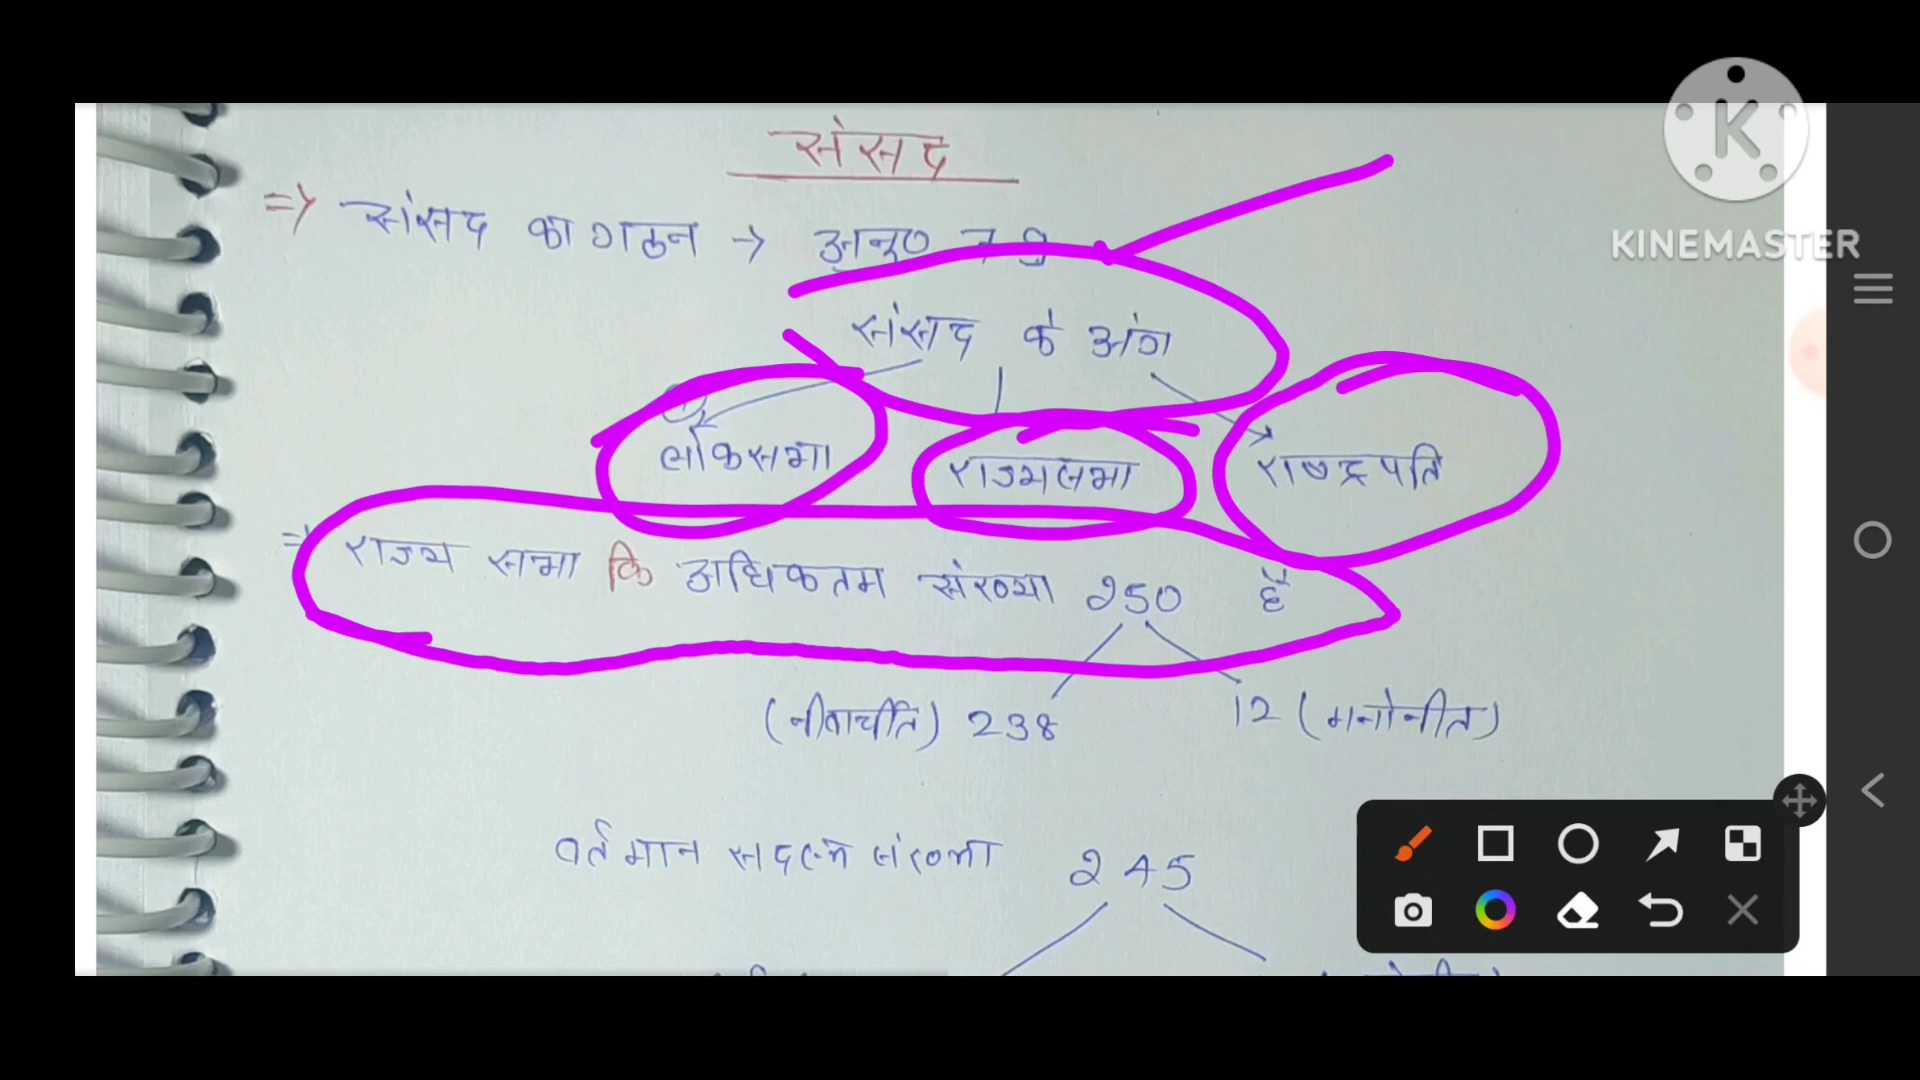 संसद
K
KINEMASTER
=> संसद का गठन -> अनु० 79
संसद के अंग
लोकसभा राज्यसभा राष्ट्रपति
=> राज्य सभा कि अधिकतम संख्या 250 है
(नीवार्चीत) 238 12 (मनोनीत)
वर्तमान सदस्य संख्या 245